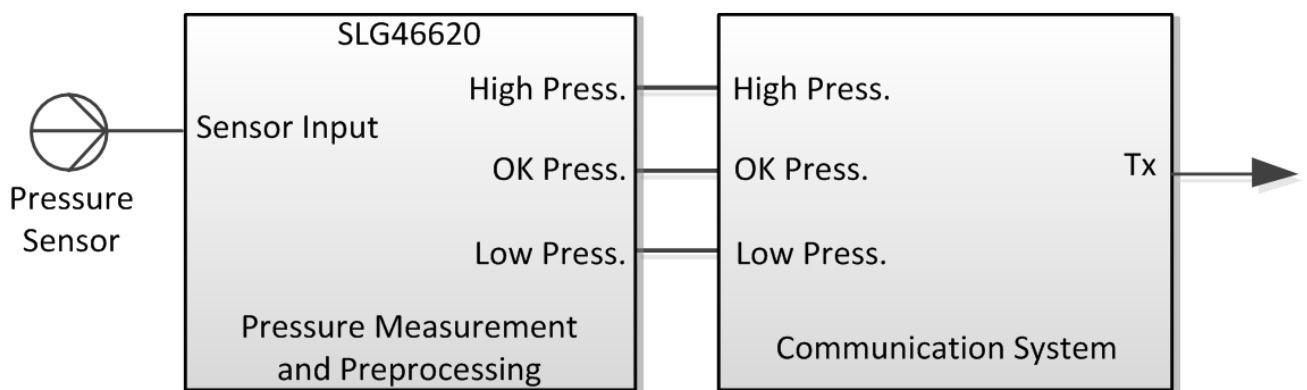 SLG46620
High Press.
High Press.
Sensor Input
OK Press.
OK Press.
Tx
Pressure
Sensor
Low Press.
Low Press.
Pressure Measurement
and Preprocessing
Communication System